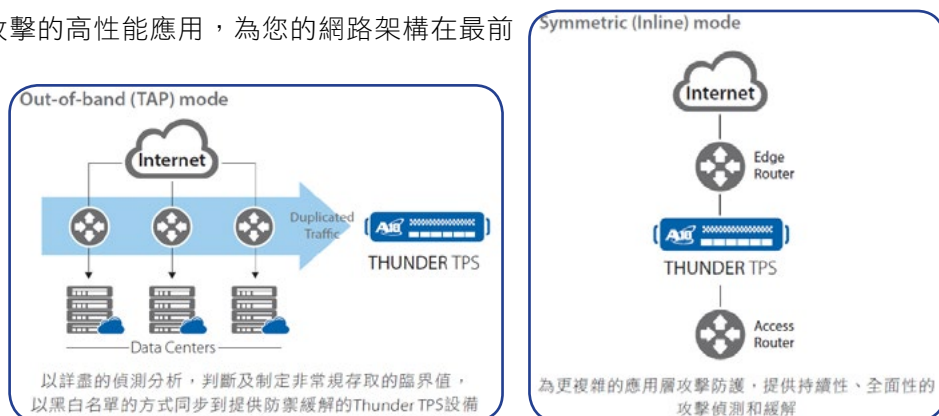 攻擊的高性能應用,為您的網路架構在最前
Out-of-band (TAP) mode
Internet
Duplicated
Traffic
A10
THUNDER TPS
Data Centers
以詳盡的偵測分析,判斷及制定非常規存取的臨界值,
以黑白名單的方式同步到提供防禦緩解的Thunder TPS設備
Symmetric (Inline) mode
Internet
Edge
Router
A10
THUNDER TPS
Access
Router
為更複雜的應用層攻擊防護,提供持續性、全面性的
攻擊偵測和緩解